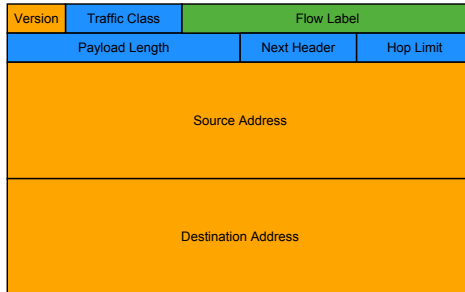 Version Traffic Class Flow Label
Payload Length Next Header Hop Limit
Source Address
Destination Address